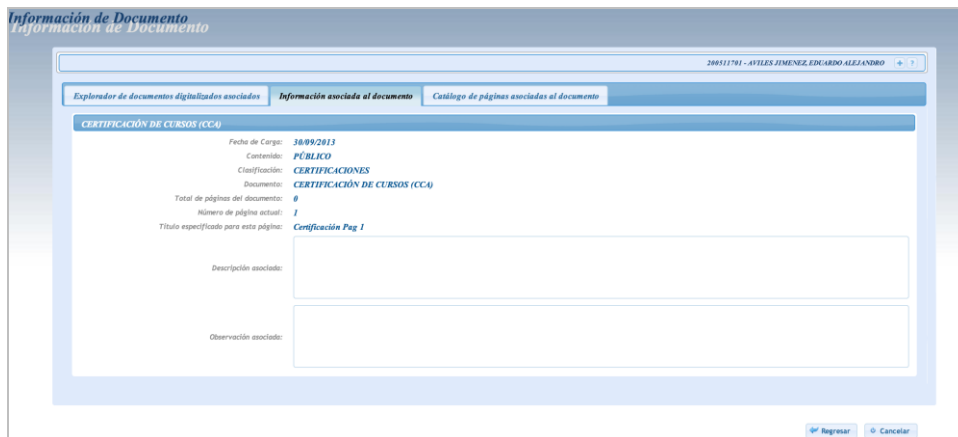 Información de Documento
200511701 - AVILES JIMENEZ, EDUARDO ALEJANDRO + ?
Explorador de documentos digitalizados asociados Información asociada al documento Catálogo de páginas asociadas al documento
CERTIFICACIÓN DE CURSOS (CCA)
Fecha de Carga: 30/09/2013
Contenido: PÚBLICO
Clasificación: CERTIFICACIONES
Documento: CERTIFICACIÓN DE CURSOS (CCA)
Total de páginas del documento: 0
Número de página actual: 1
Título especificado para esta página: Certificación Pag 1
Descripción asociada:
Observación asociada:
Regresar Cancelar